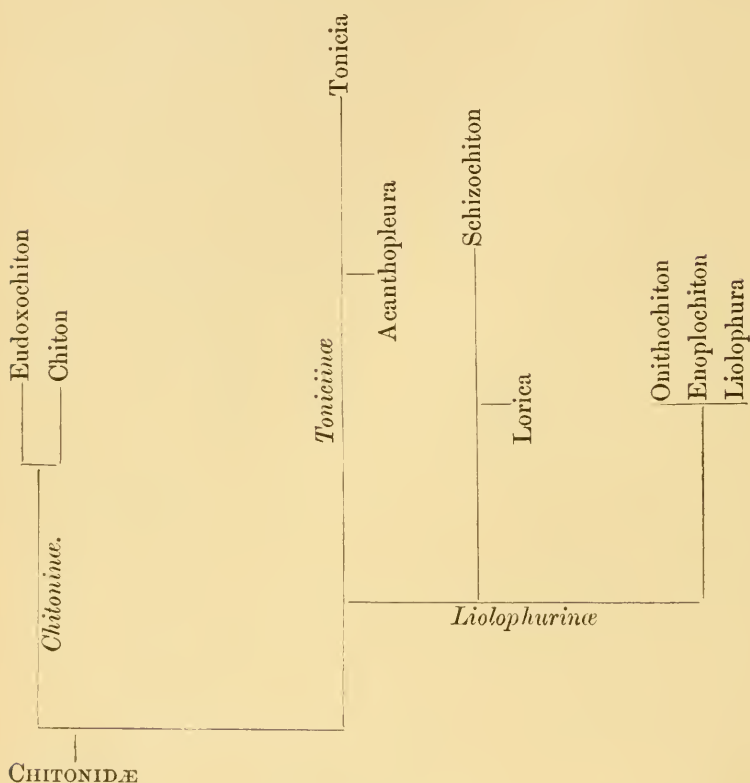 CHITONIDÆ
Chitoninæ.
Eudoxochiton
Chiton
Toniciinæ
Tonicia
Acanthopleura
Liolophurinæ
Schizochiton
Lorica
Onithochiton
Enoplochiton
Liolophura